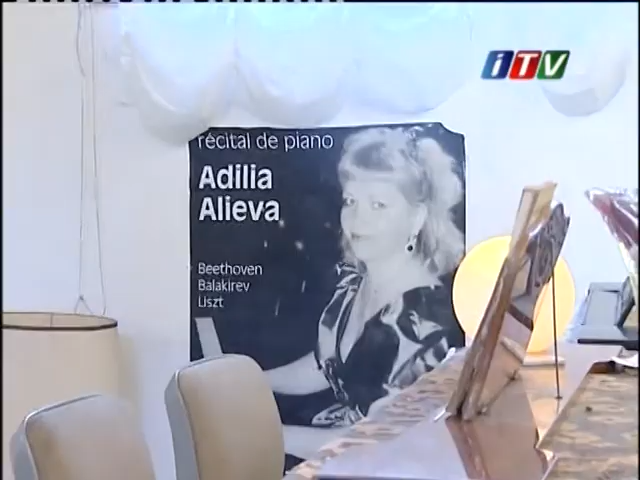 iTV
récital de piano
Adilia
Alieva
Beethoven
Balakirev
Liszt